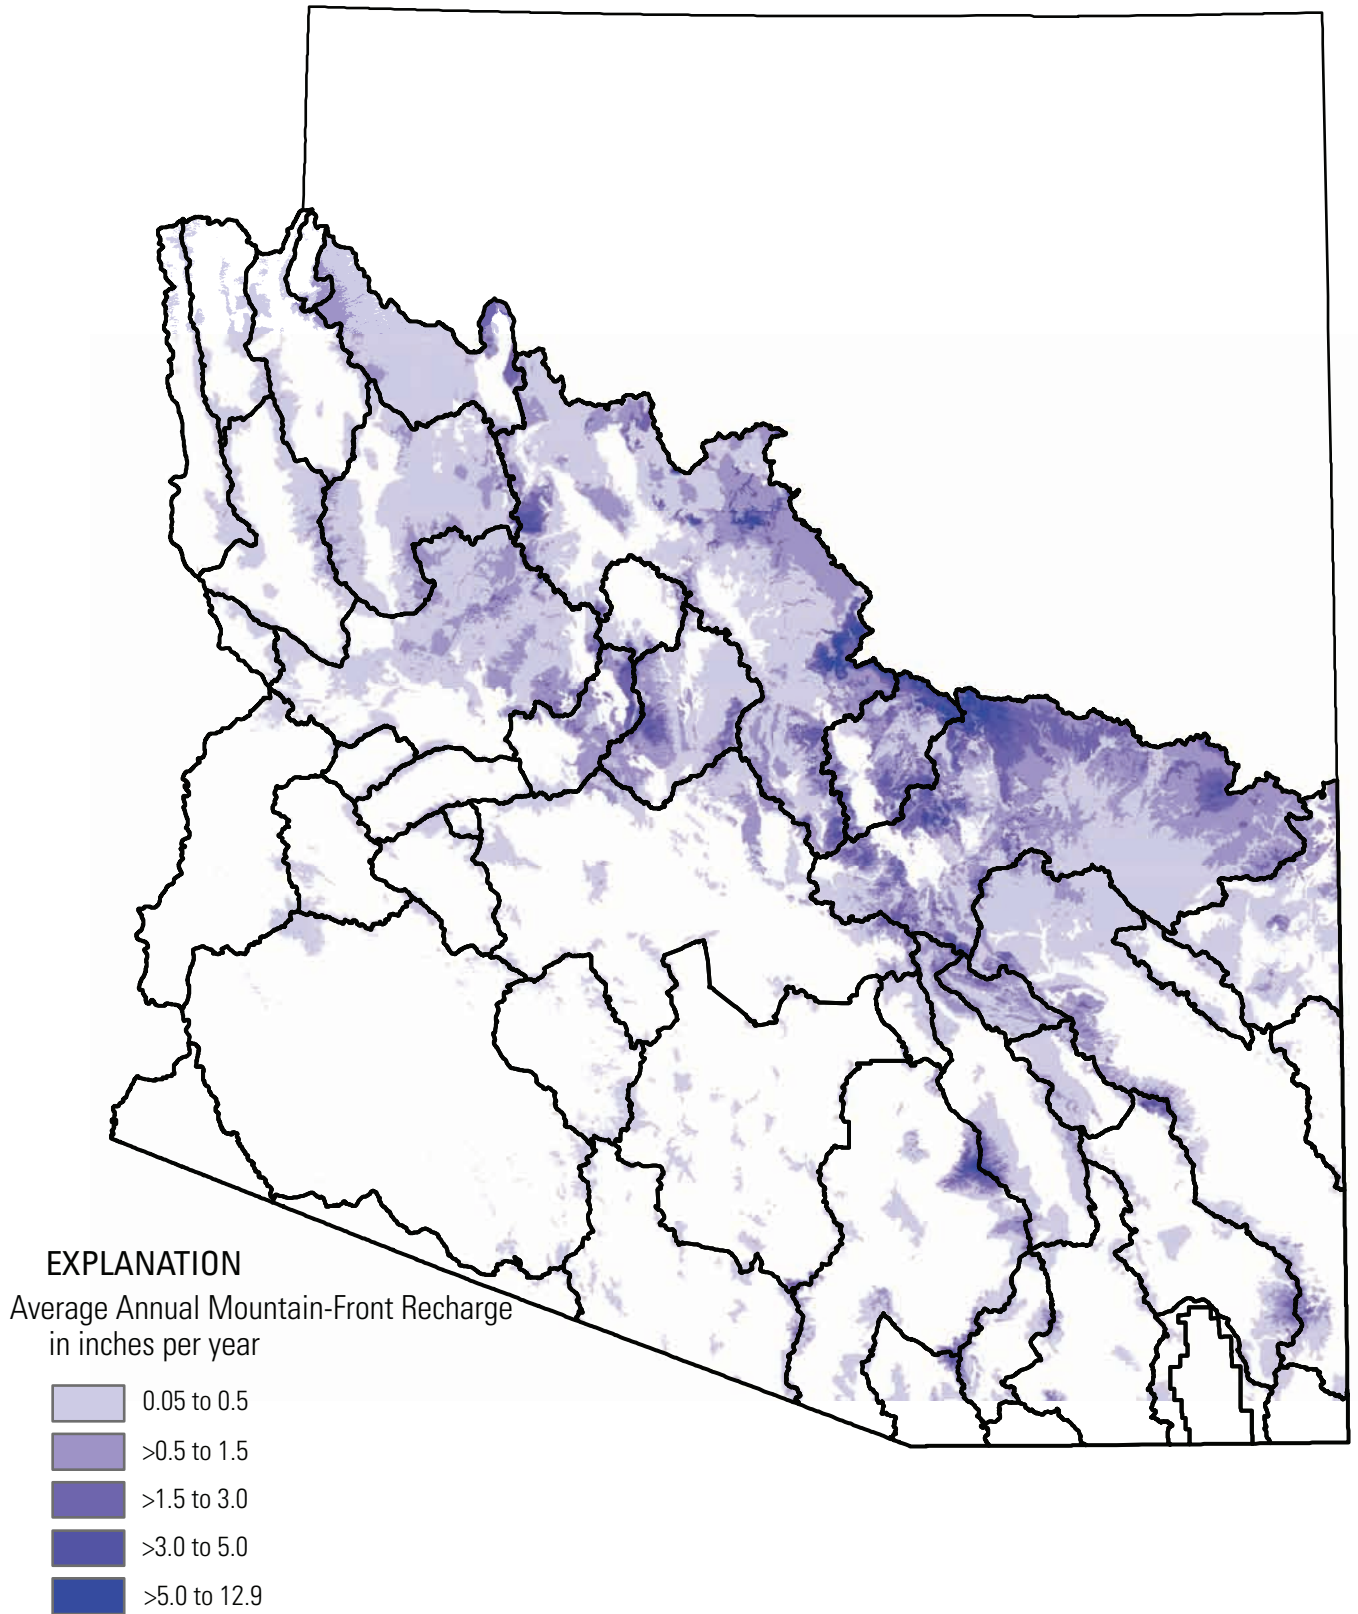 EXPLANATION
Average Annual Mountain-Front Recharge
in inches per year
0.05 to 0.5
>0.5 to 1.5
>1.5 to 3.0
>3.0 to 5.0
>5.0 to 12.9